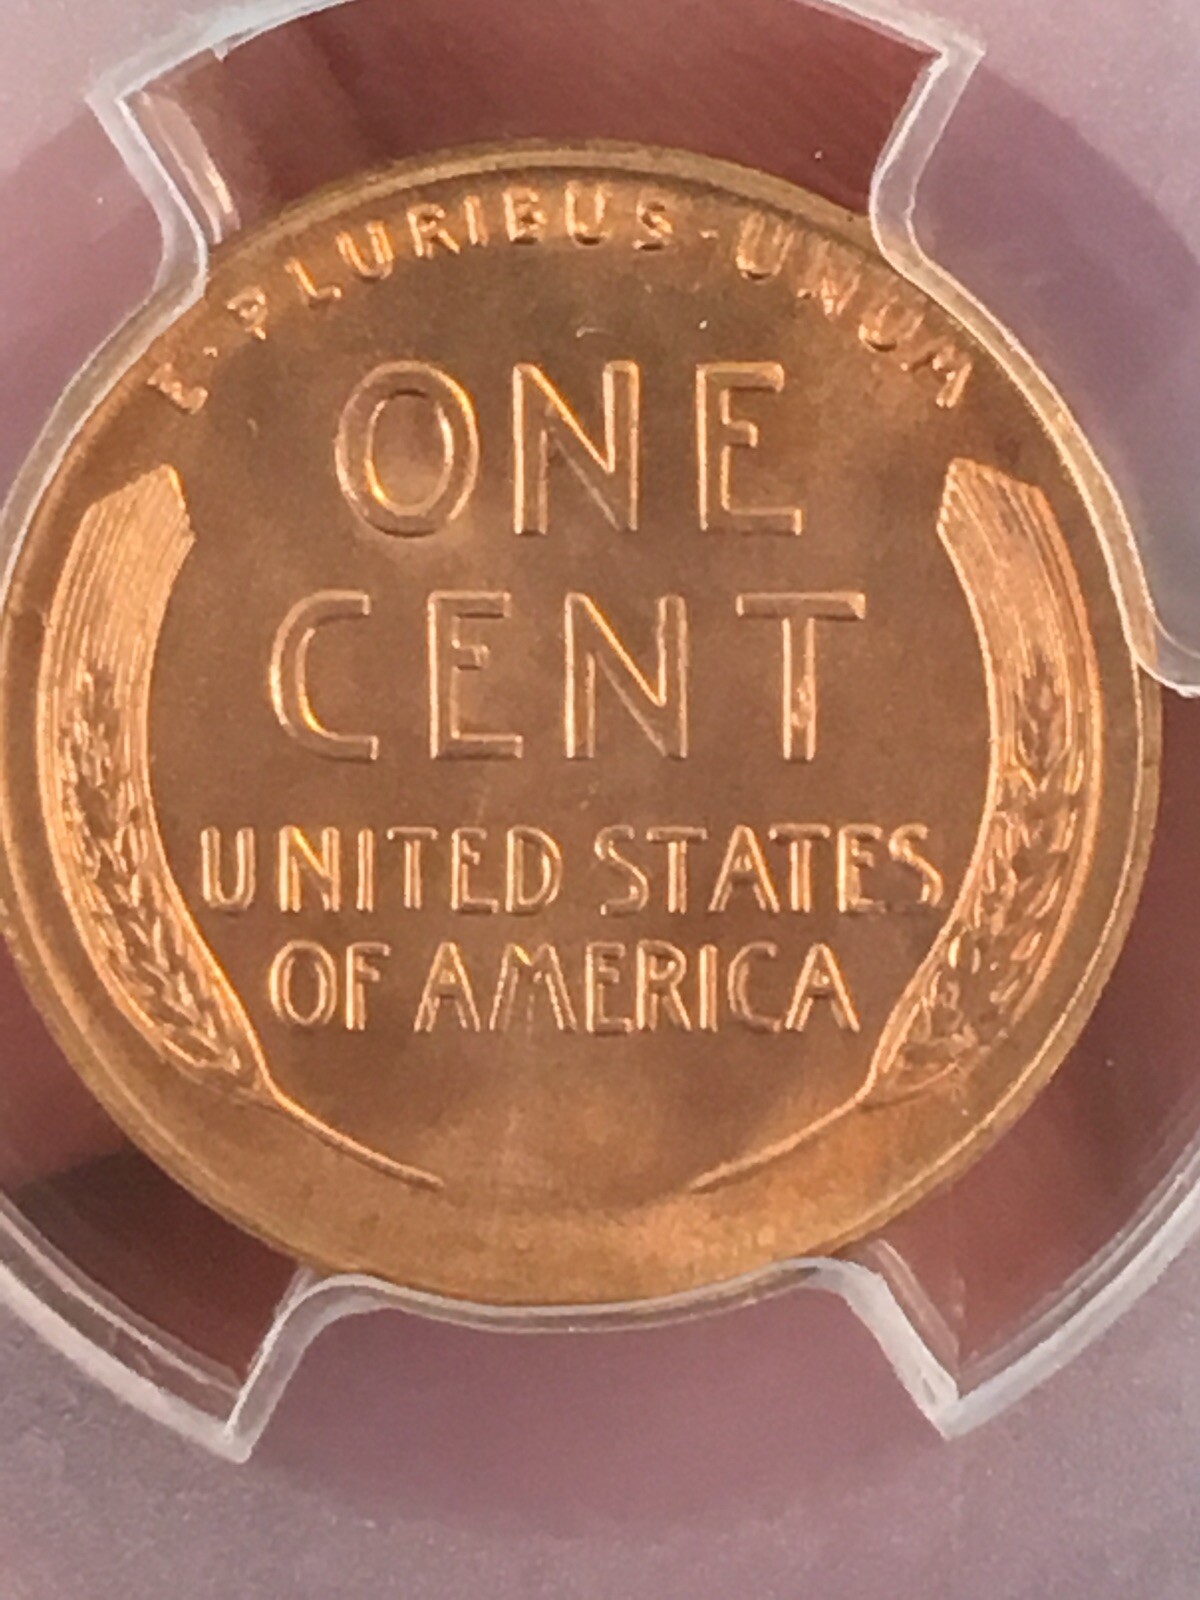 E·PLURIBUS·UNUM
ONE
CENT
UNITED STATES
OF AMERICA